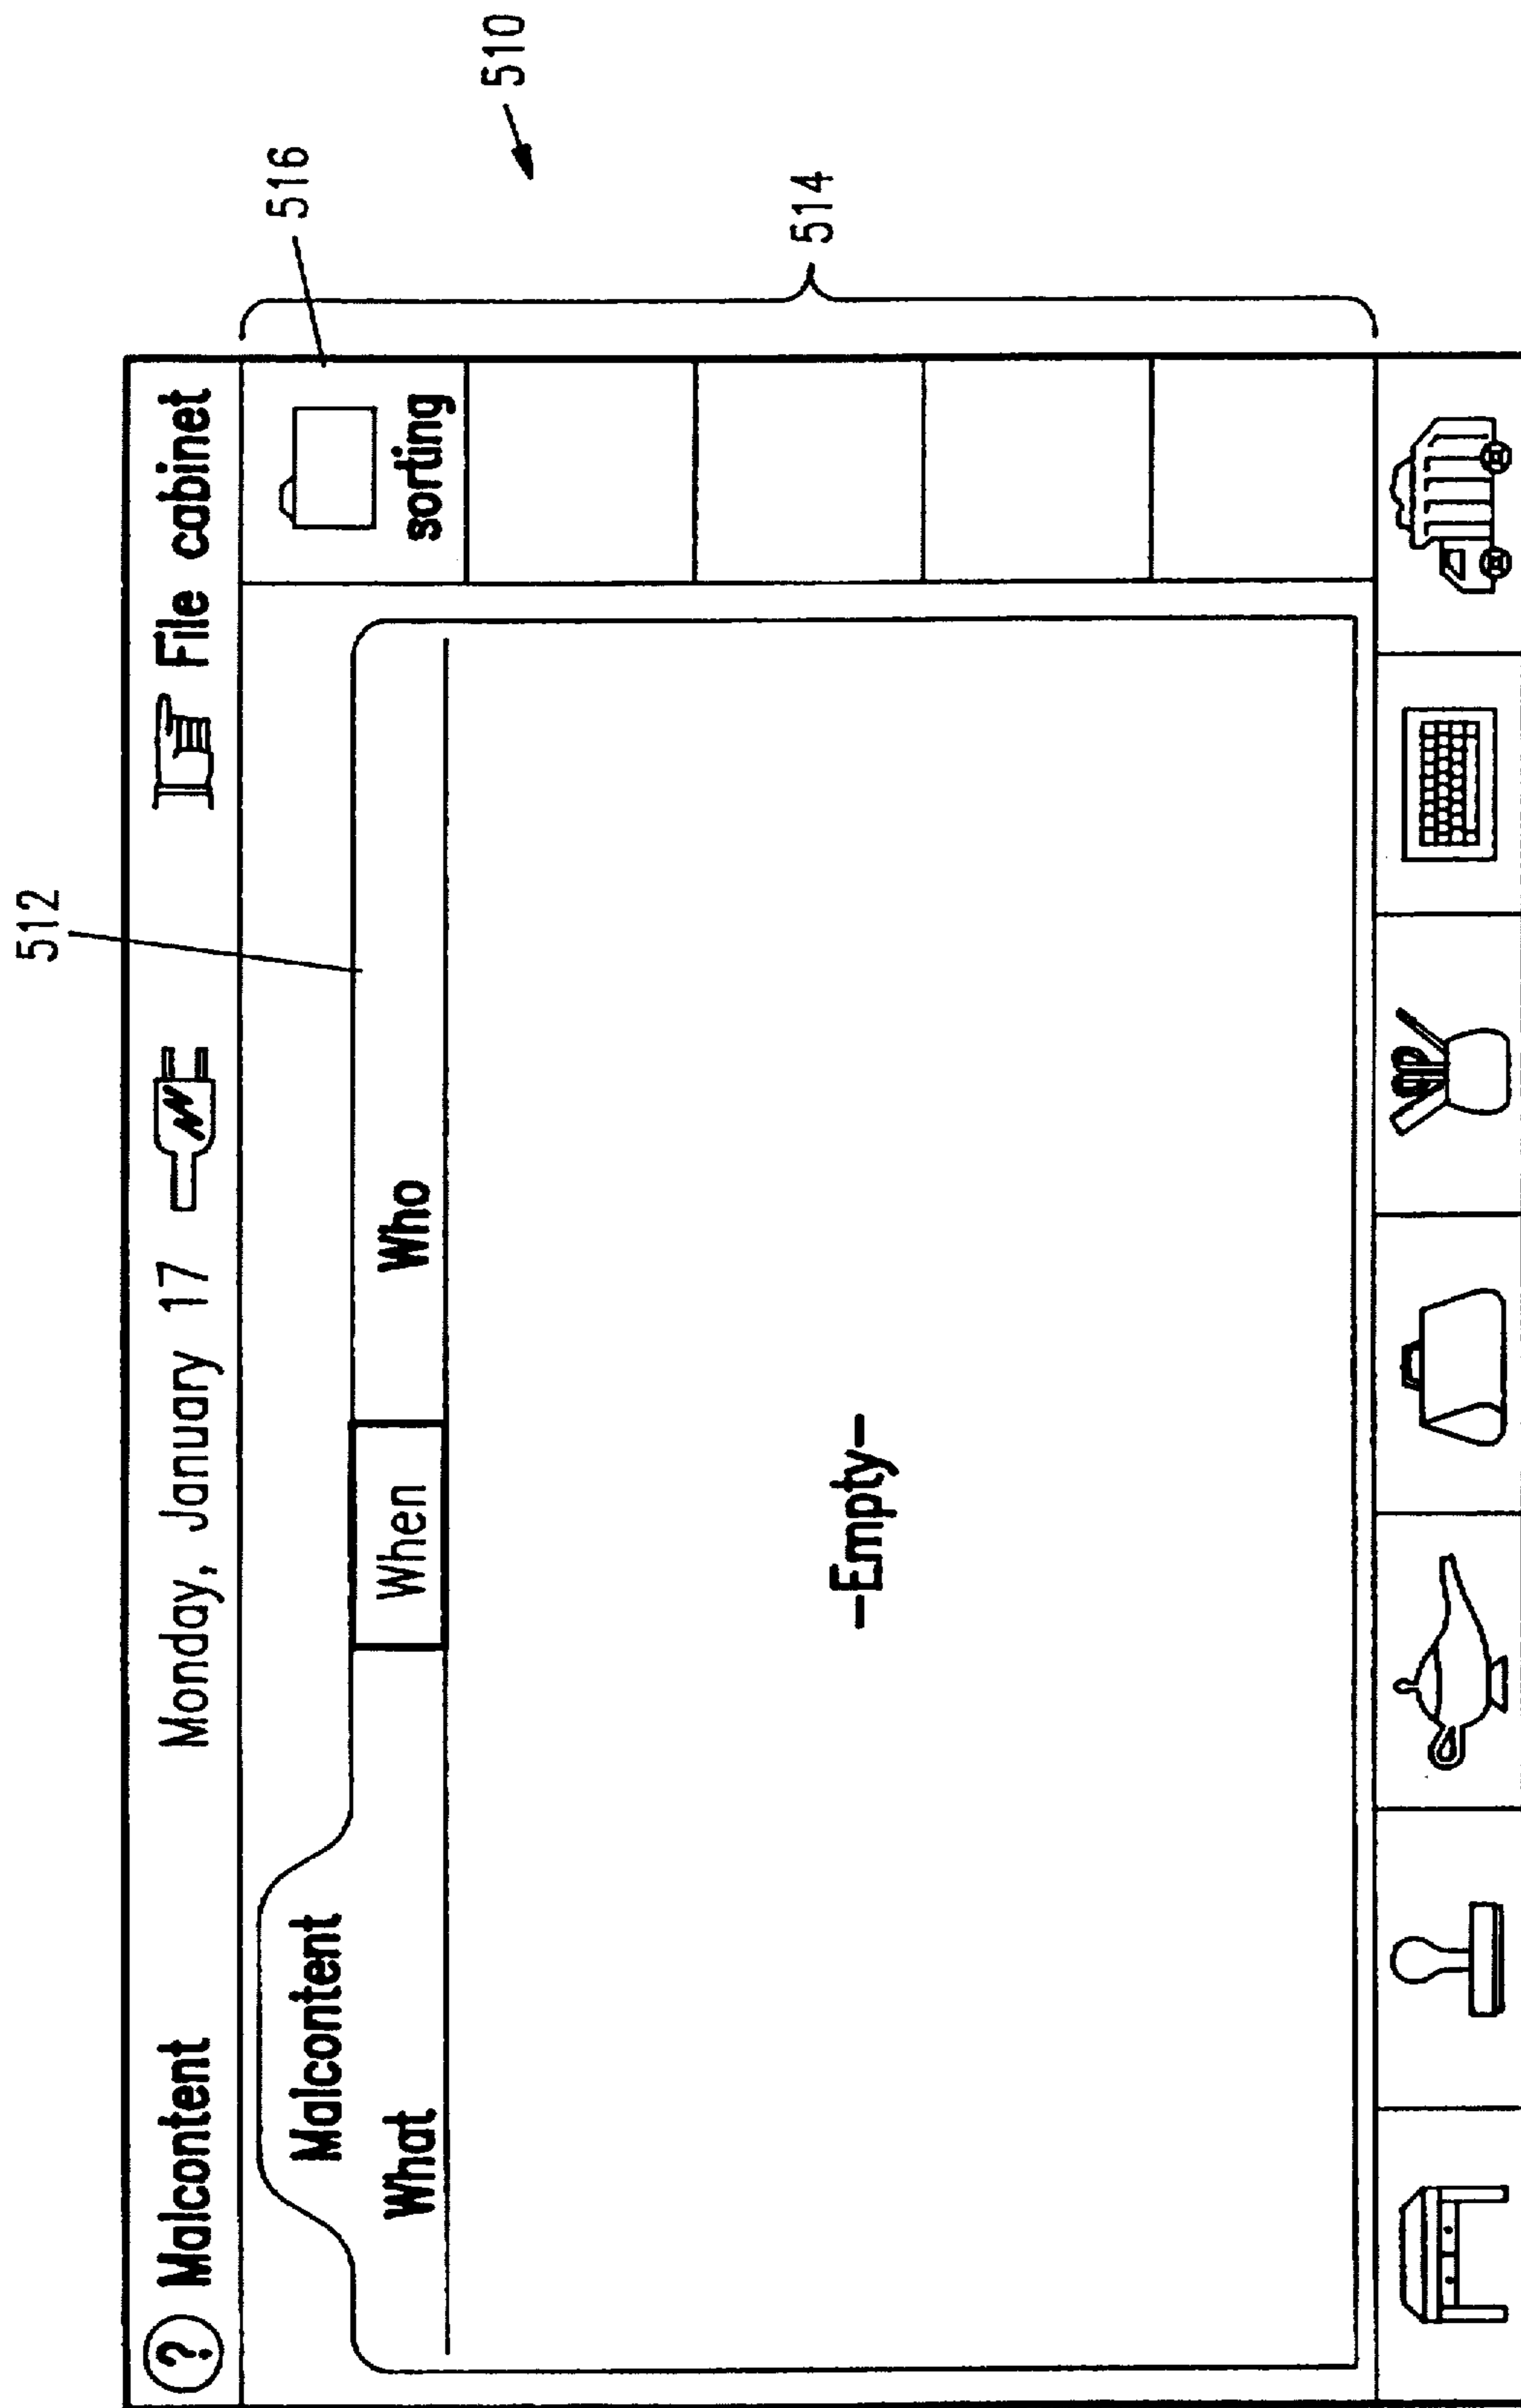 512
510
516
514
? Malcontent Monday, January 17 File cabinet
sorting
Malcontent
What When Who
-Empty-